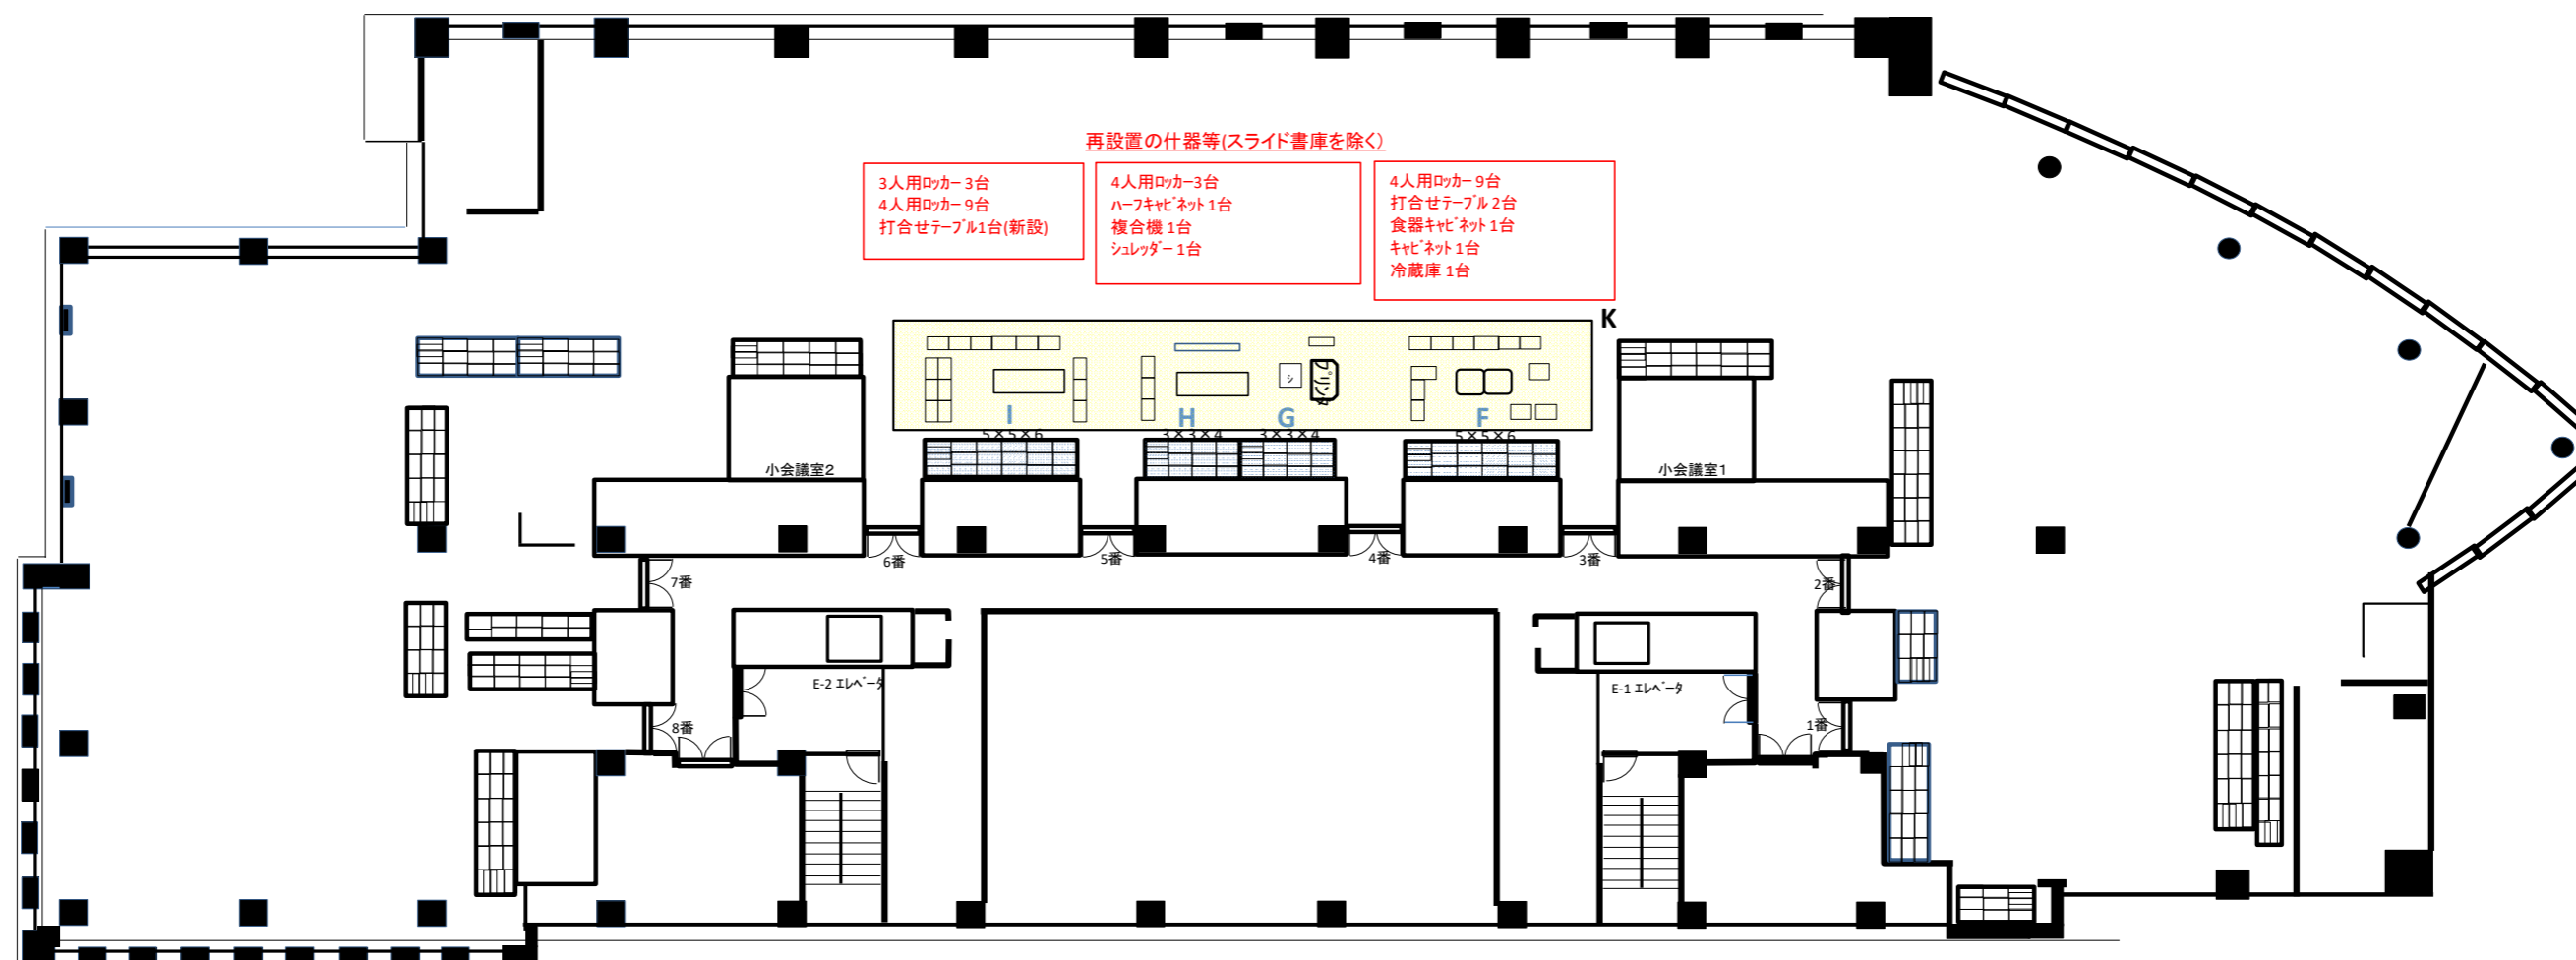 再設置の什器等(スライド書庫を除く)
3人用ロッカー 3台
4人用ロッカー 9台
打合せテーブル1台(新設)
4人用ロッカー3台
ハーフキャビネット 1台
複合機 1台
シュレッダー 1台
4人用ロッカー 9台
打合せテーブル 2台
食器キャビネット 1台
キャビネット 1台
冷蔵庫 1台
K
シ
プリンタ
I
H
G
F
5×5×6
3×3×4
3×3×4
5×5×6
小会議室2
小会議室1
6番
5番
4番
3番
7番
2番
E-2 エレベータ
E-1 エレベータ
8番
1番